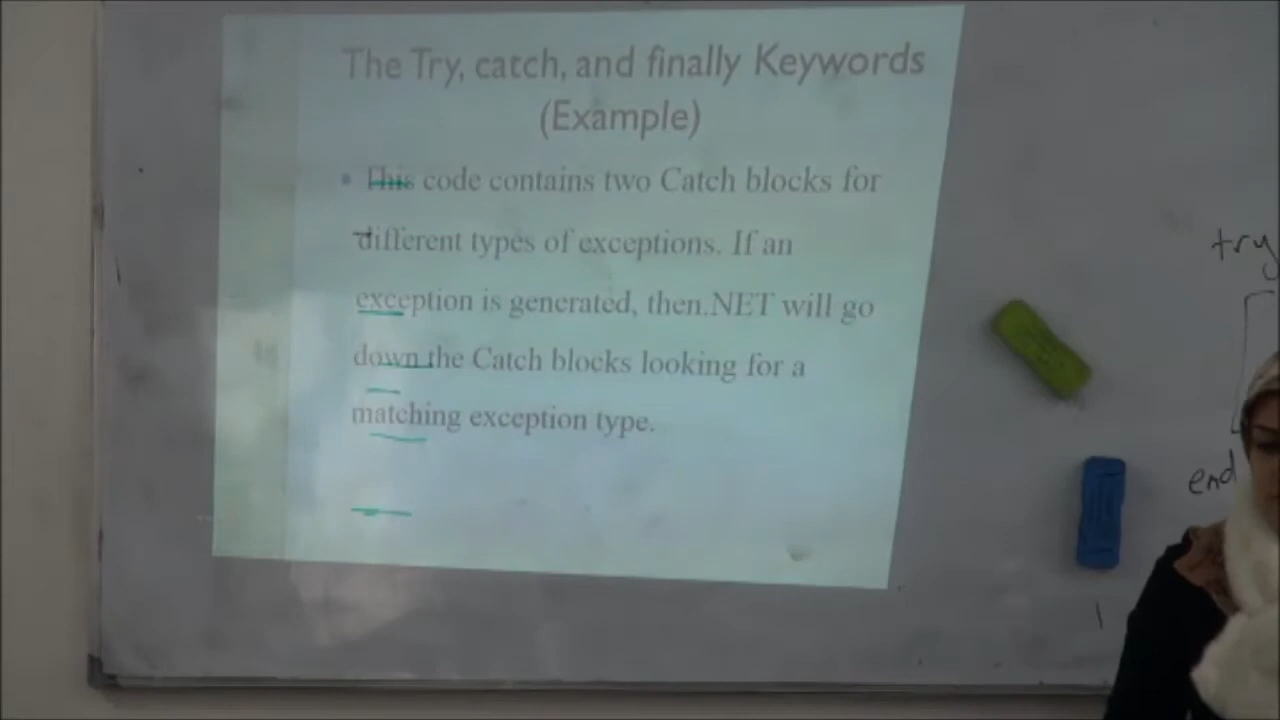 The Try, catch, and finally Keywords
(Example)
• This code contains two Catch blocks for
different types of exceptions. If an
exception is generated, then.NET will go
down the Catch blocks looking for a
matching exception type.
try
end